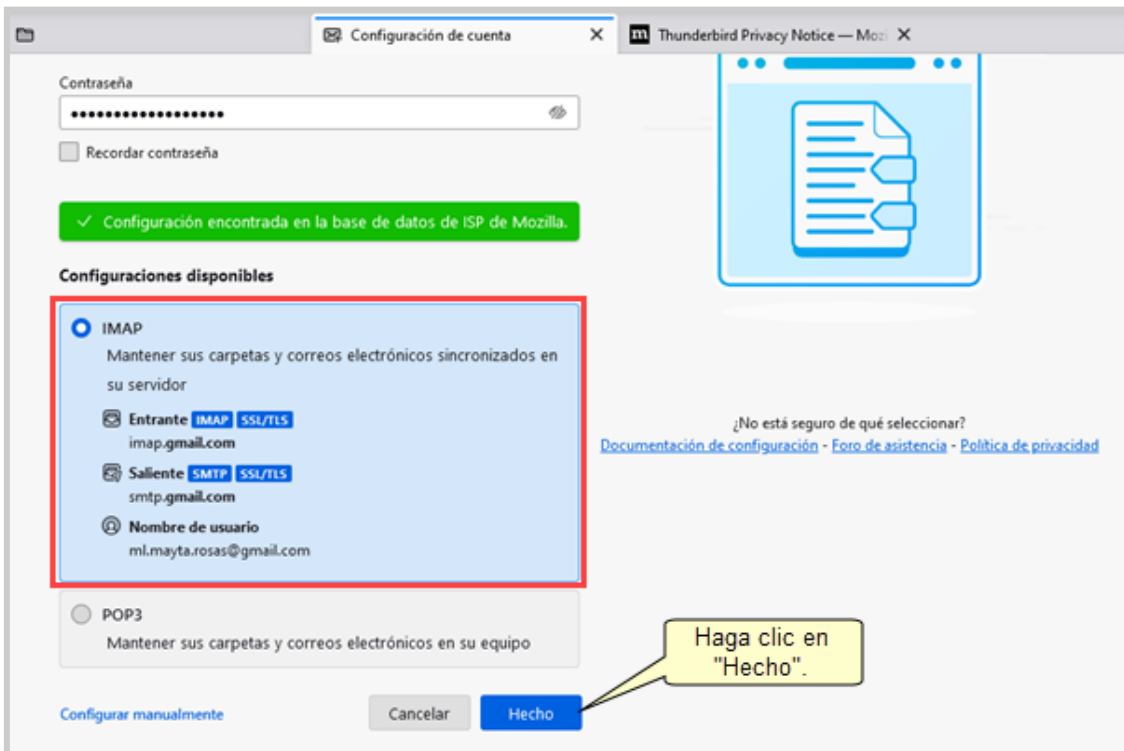 Configuración de cuenta
m Thunderbird Privacy Notice — Mozi
Contraseña
••••••••••••••••••
Recordar contraseña
Configuración encontrada en la base de datos de ISP de Mozilla.
Configuraciones disponibles
IMAP
Mantener sus carpetas y correos electrónicos sincronizados en
su servidor
Entrante IMAP SSL/TLS
imap.gmail.com
Saliente SMTP SSL/TLS
smtp.gmail.com
Nombre de usuario
ml.mayta.rosas@gmail.com
POP3
Mantener sus carpetas y correos electrónicos en su equipo
Configurar manualmente
Cancelar
Hecho
Haga clic en
"Hecho".
¿No está seguro de qué seleccionar?
Documentación de configuración - Foro de asistencia - Política de privacidad